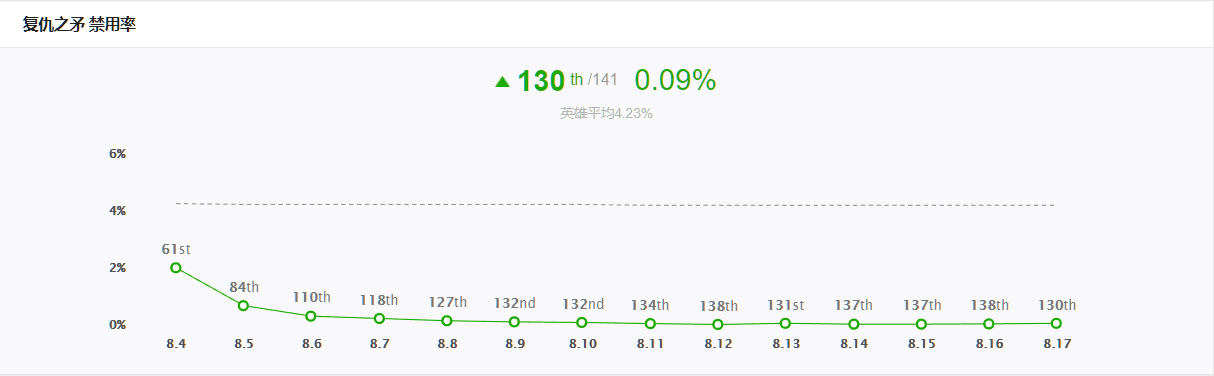 复仇之矛 禁用率
▲ 130 th /141 0.09%
英雄平均4.23%
6%
4%
61st
84th 110th 118th 127th 132nd 132nd 134th 138th 131st 137th 137th 138th 130th
2%
0%
8.4 8.5 8.6 8.7 8.8 8.9 8.10 8.11 8.12 8.13 8.14 8.15 8.16 8.17